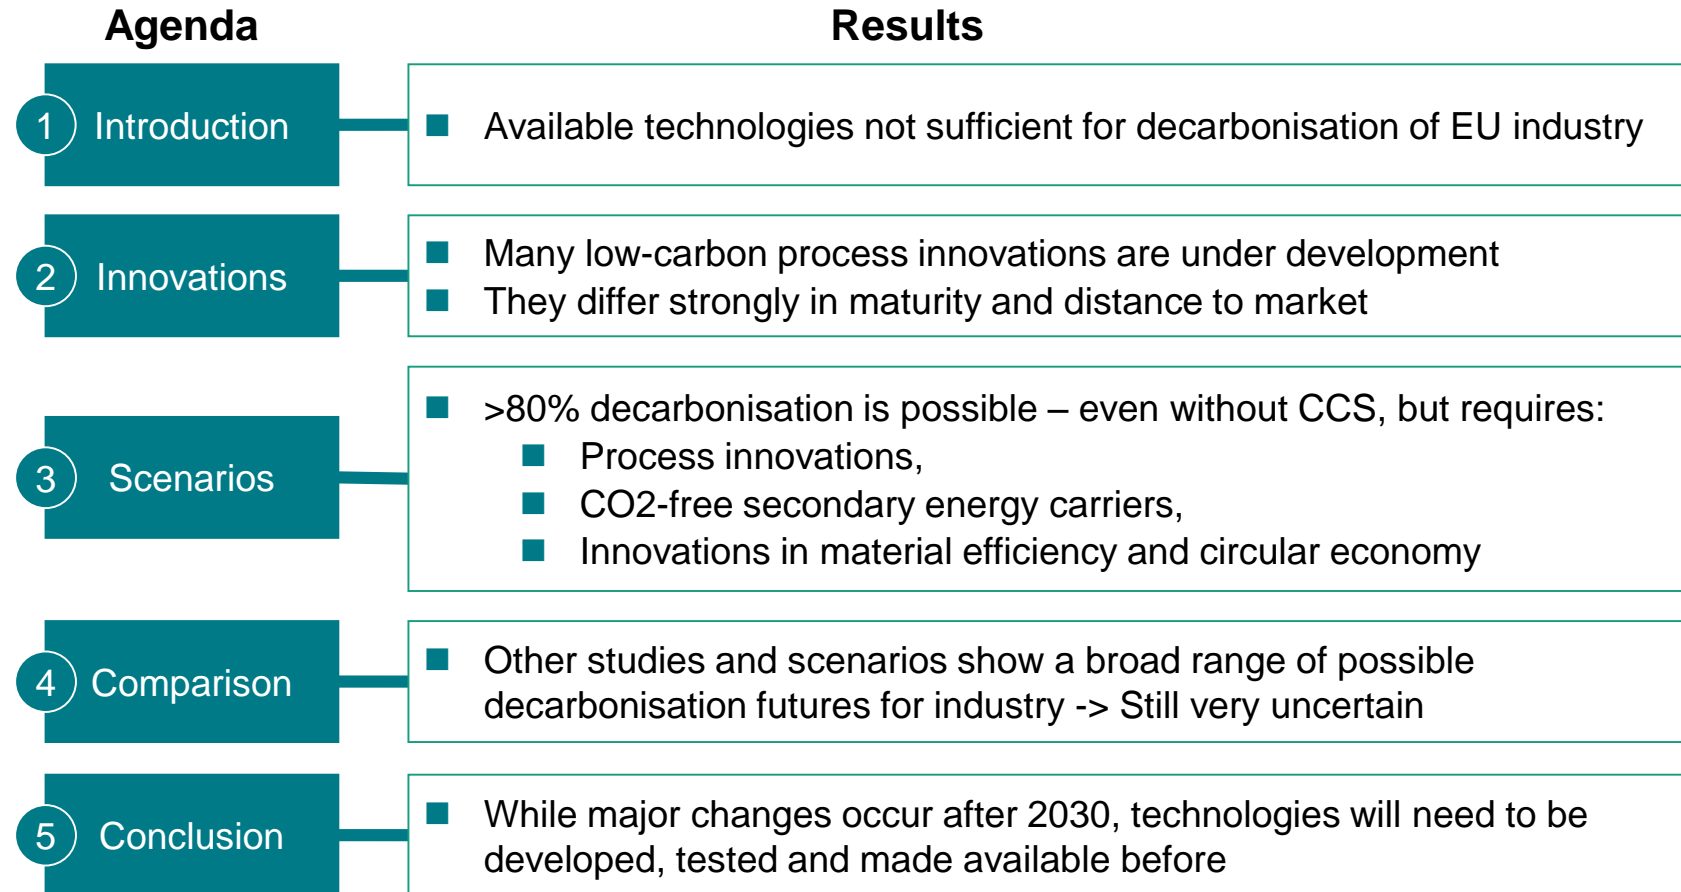 Agenda
Results
1 Introduction
Available technologies not sufficient for decarbonisation of EU industry
2 Innovations
Many low-carbon process innovations are under development
They differ strongly in maturity and distance to market
3 Scenarios
>80% decarbonisation is possible – even without CCS, but requires:
Process innovations,
CO2-free secondary energy carriers,
Innovations in material efficiency and circular economy
4 Comparison
Other studies and scenarios show a broad range of possible
decarbonisation futures for industry -> Still very uncertain
5 Conclusion
While major changes occur after 2030, technologies will need to be
developed, tested and made available before